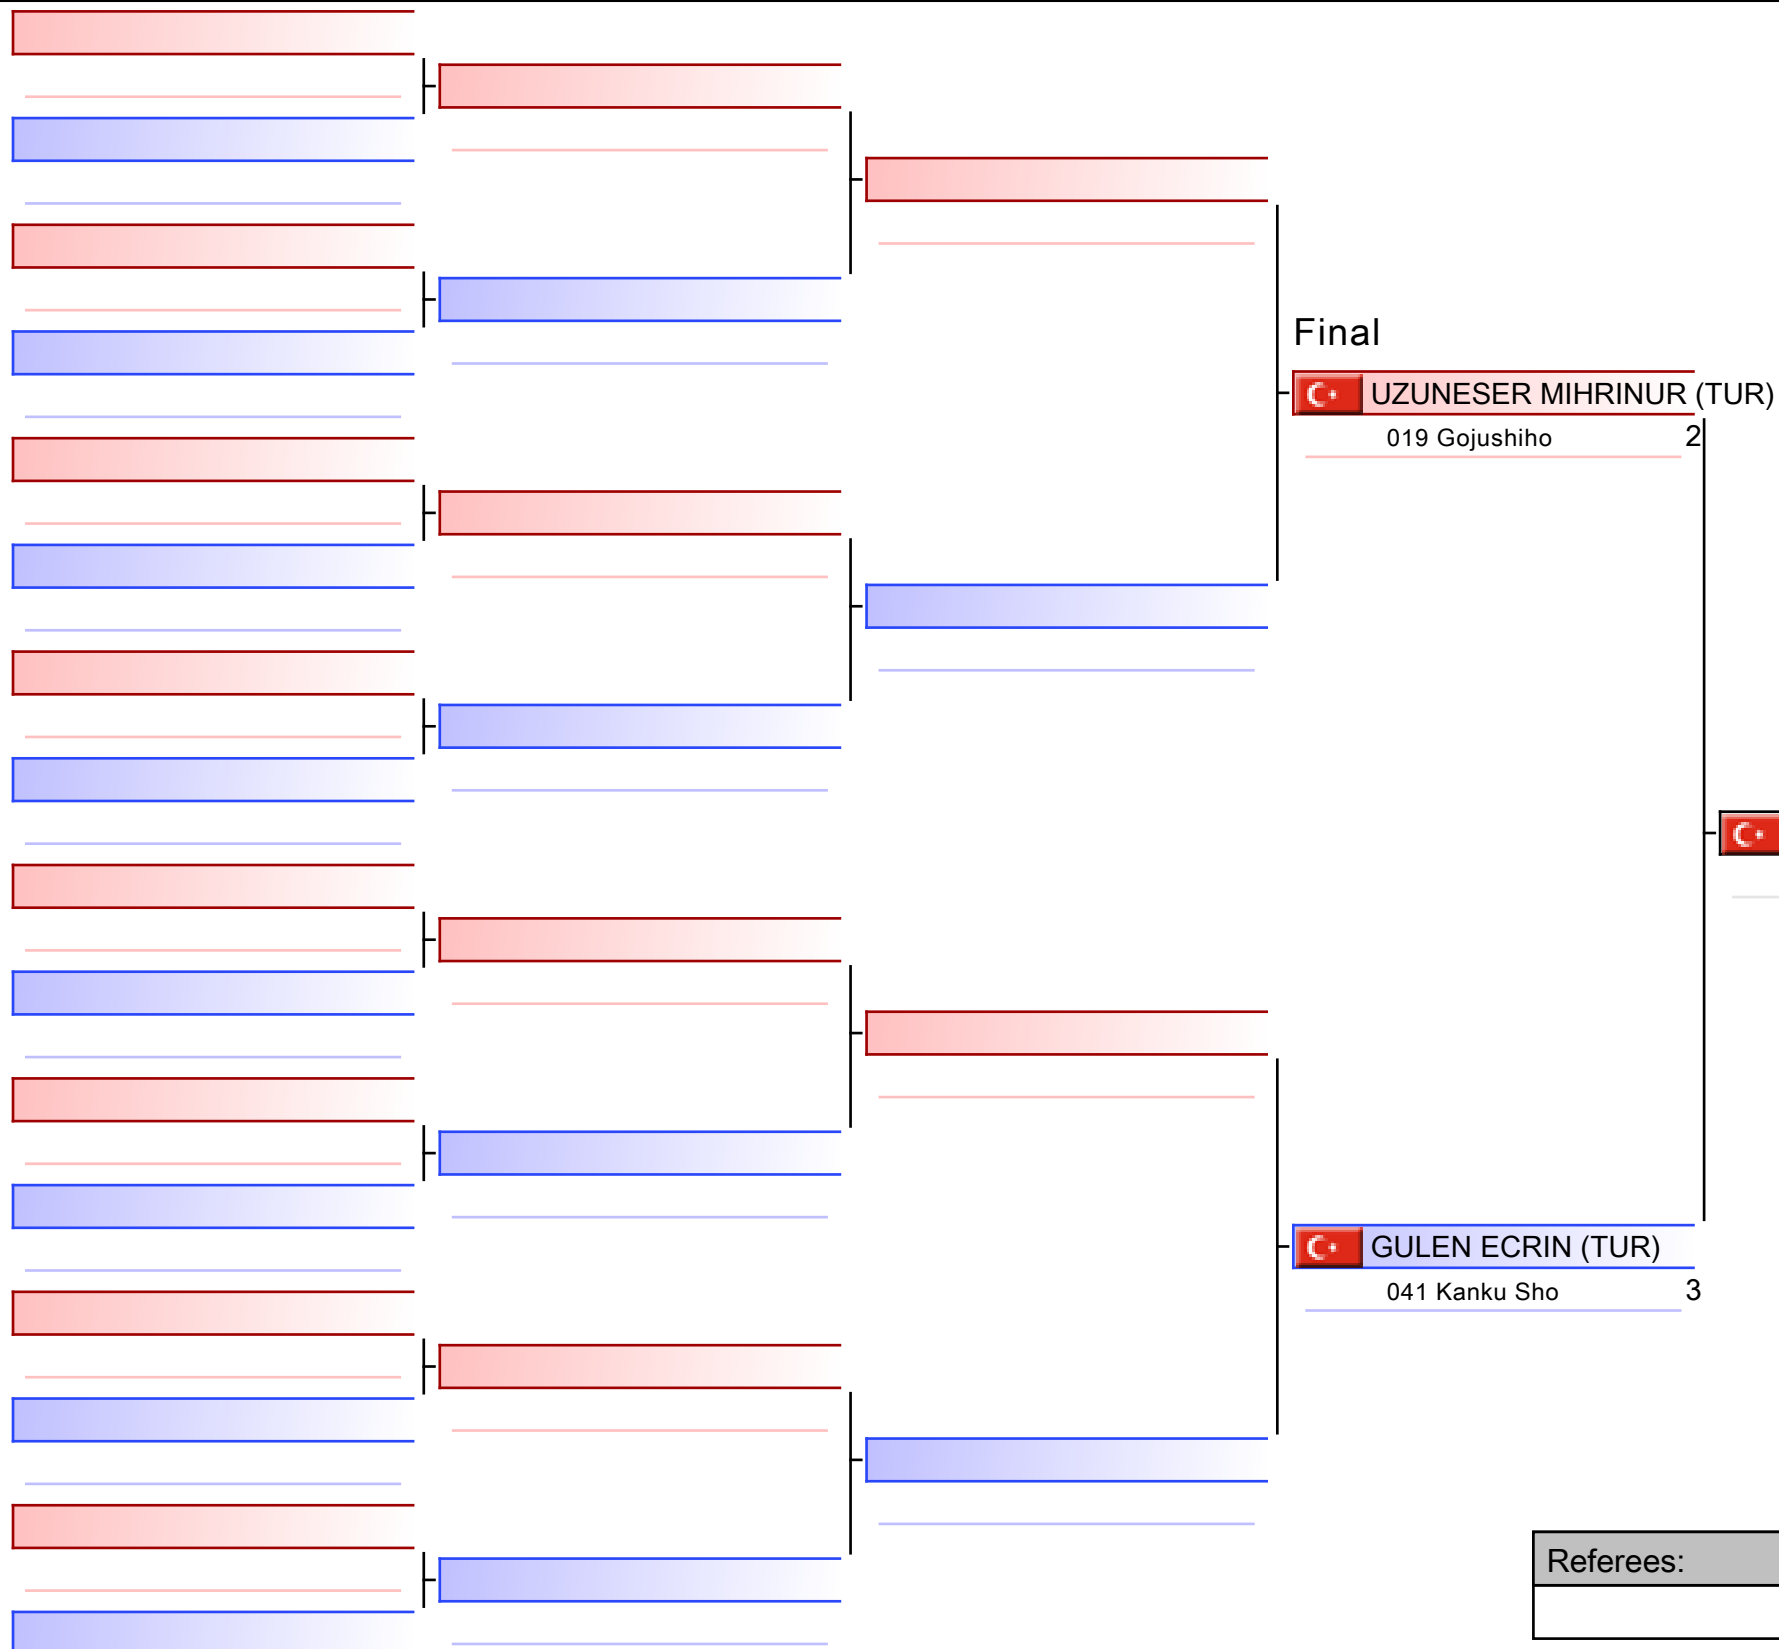 Final
UZUNESER MIHRINUR (TUR)
019 Gojushiho 2
GULEN ECRIN (TUR)
041 Kanku Sho 3
Referees: